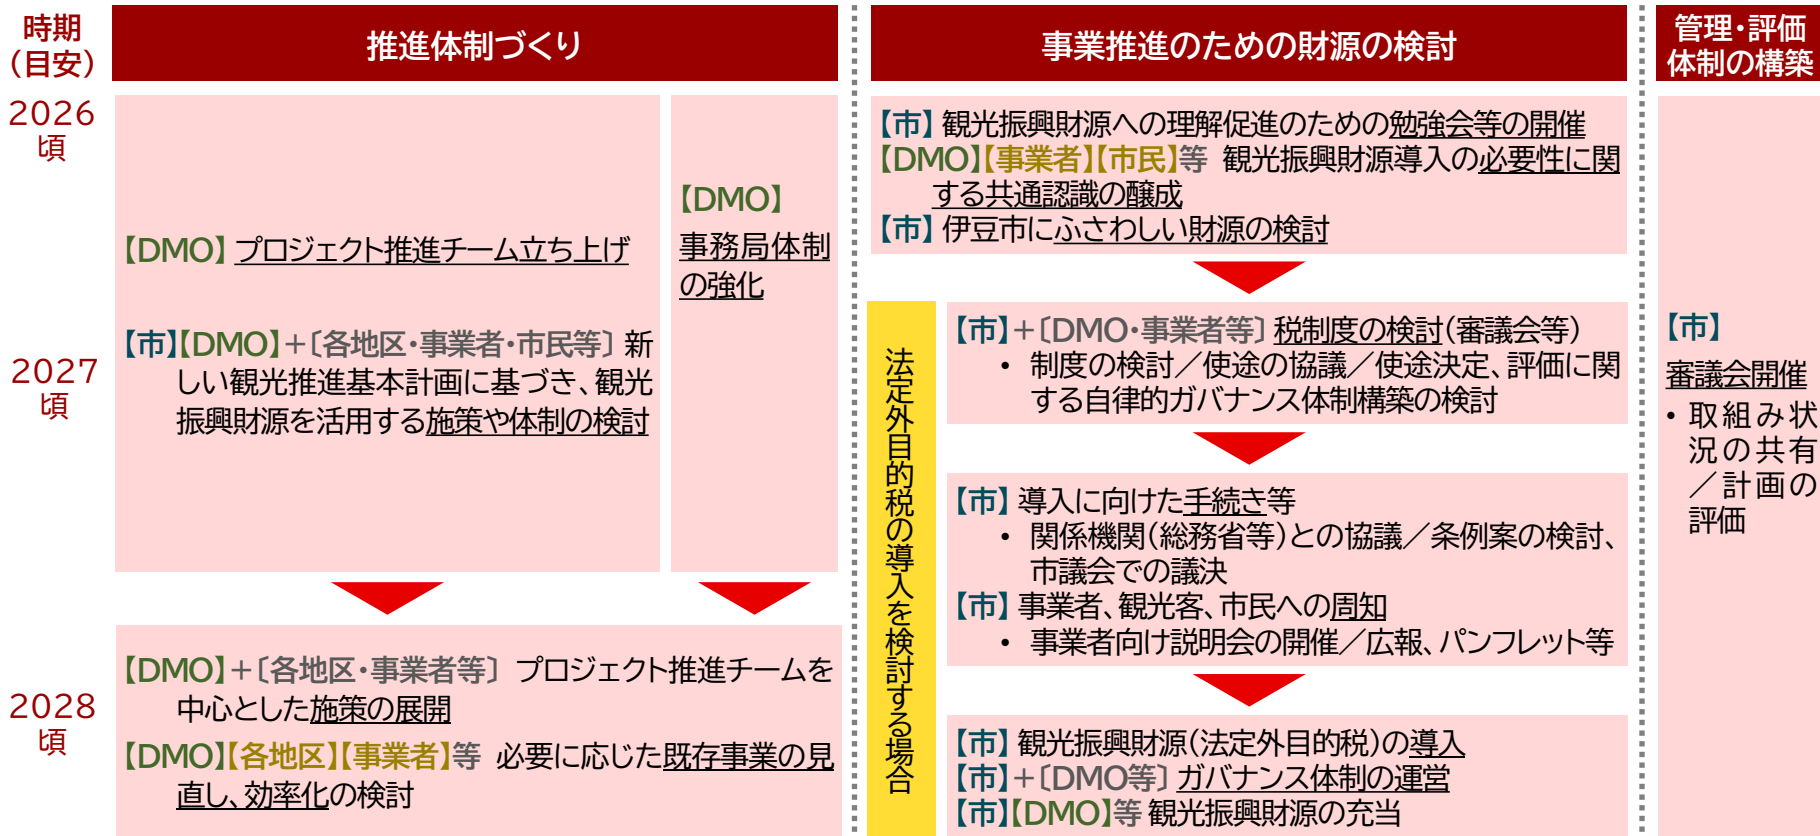 時期
（目安）
推進体制づくり
事業推進のための財源の検討
管理・評価
体制の構築
2026
頃
2027
頃
2028
頃
【DMO】プロジェクト推進チーム立ち上げ
【市】【DMO】＋〔各地区・事業者・市民等〕新
しい観光推進基本計画に基づき、観光
振興財源を活用する施策や体制の検討
【DMO】
事務局体制
の強化
【DMO】＋〔各地区・事業者等〕 プロジェクト推進チームを
中心とした施策の展開
【DMO】【各地区】【事業者】等 必要に応じた既存事業の見
直し、効率化の検討
【市】観光振興財源への理解促進のための勉強会等の開催
【DMO】【事業者】【市民】等 観光振興財源導入の必要性に関
する共通認識の醸成
【市】伊豆市にふさわしい財源の検討
法定外目的税の導入を検討する場合
【市】＋〔DMO・事業者等〕税制度の検討（審議会等）
• 制度の検討／使途の協議／使途決定、評価に関
する自律的ガバナンス体制構築の検討
【市】導入に向けた手続き等
• 関係機関（総務省等）との協議／条例案の検討、
市議会での議決
【市】事業者、観光客、市民への周知
• 事業者向け説明会の開催／広報、パンフレット等
【市】観光振興財源（法定外目的税）の導入
【市】＋〔DMO等〕ガバナンス体制の運営
【市】【DMO】等 観光振興財源の充当
【市】
審議会開催
• 取組み状
況の共有
／計画の
評価